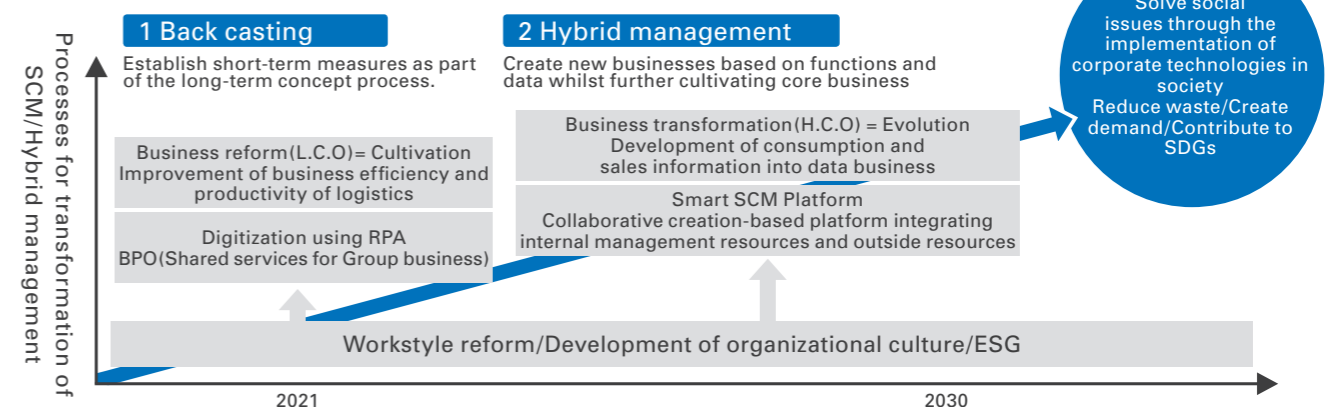 Processes for transformation of
SCM/Hybrid management
1 Back casting
Establish short-term measures as part
of the long-term concept process.
2 Hybrid management
Create new businesses based on functions and
data whilst further cultivating core business
Solve social
issues through the
implementation of
corporate technologies in
society
Reduce waste/Create
demand/Contribute to
SDGs
Business reform(L.C.O)= Cultivation
Improvement of business efficiency and
productivity of logistics
Digitization using RPA
BPO(Shared services for Group business)
Business transformation(H.C.O) = Evolution
Development of consumption and
sales information into data business
Smart SCM Platform
Collaborative creation-based platform integrating
internal management resources and outside resources
Workstyle reform/Development of organizational culture/ESG
2021
2030